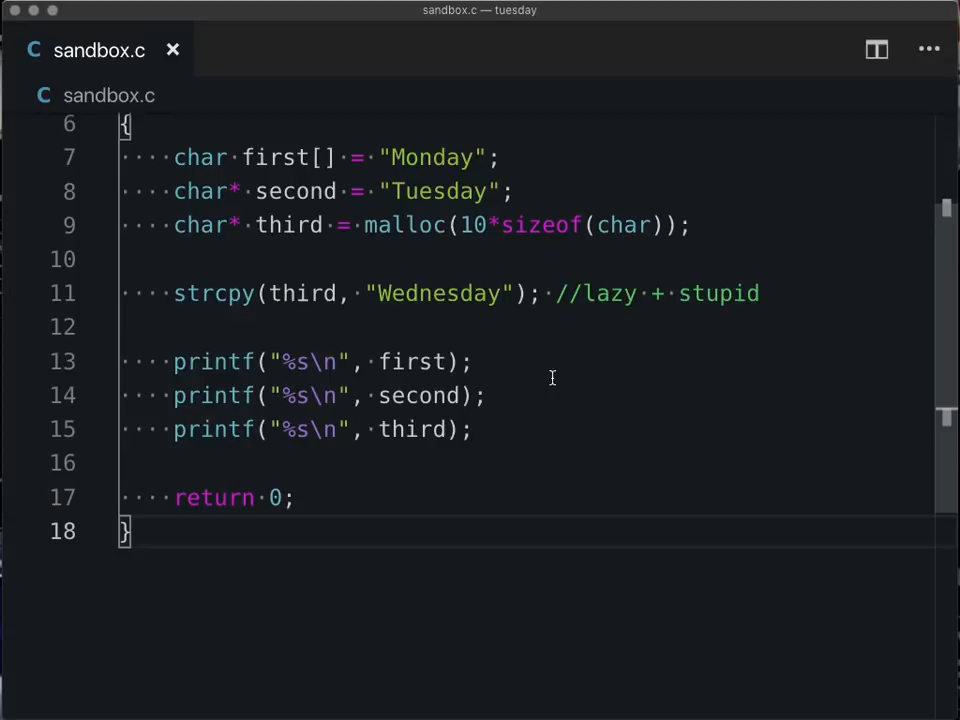 sandbox.c — tuesday
C sandbox.c ×
C sandbox.c
6 {
7 ····char·first[]·=·"Monday";
8 ····char*·second·=·"Tuesday";
9 ····char*·third·=·malloc(10*sizeof(char));
10
11 ····strcpy(third,·"Wednesday");·//lazy·+·stupid
12
13 ····printf("%s\n",·first);
14 ····printf("%s\n",·second);
15 ····printf("%s\n",·third);
16
17 ····return·0;
18 }